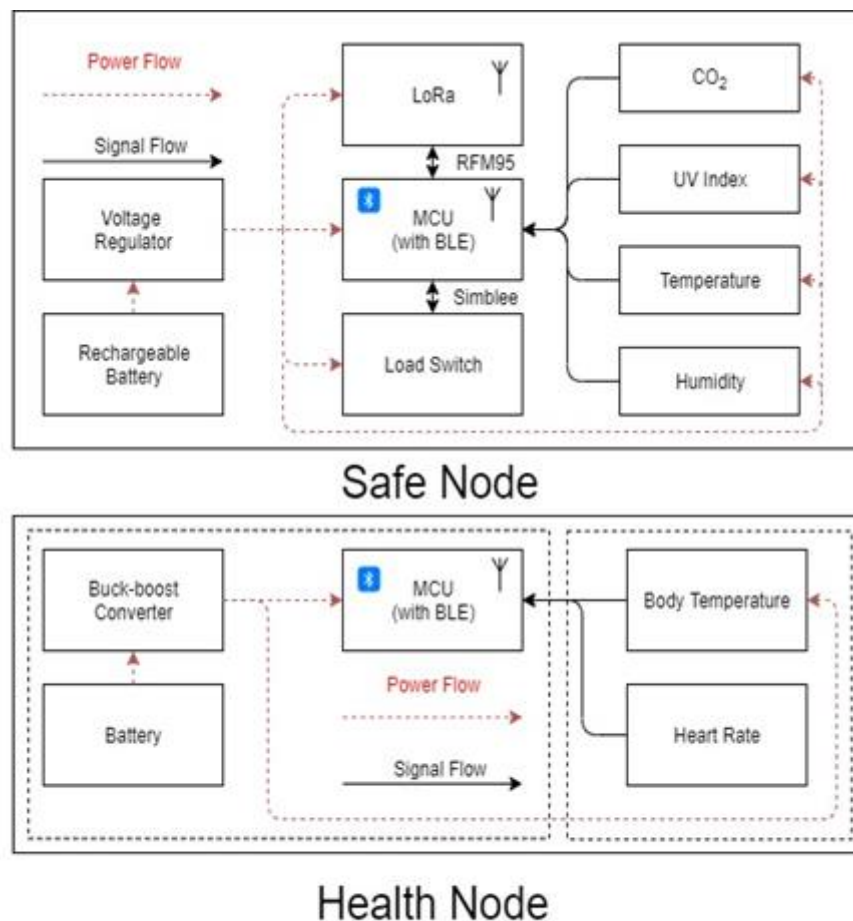 Power Flow
Signal Flow
Voltage
Regulator
Rechargeable
Battery
LoRa
RFM95
MCU
(with BLE)
Simblee
Load Switch
CO₂
UV Index
Temperature
Humidity
Safe Node
Buck-boost
Converter
Battery
MCU
(with BLE)
Power Flow
Signal Flow
Body Temperature
Heart Rate
Health Node